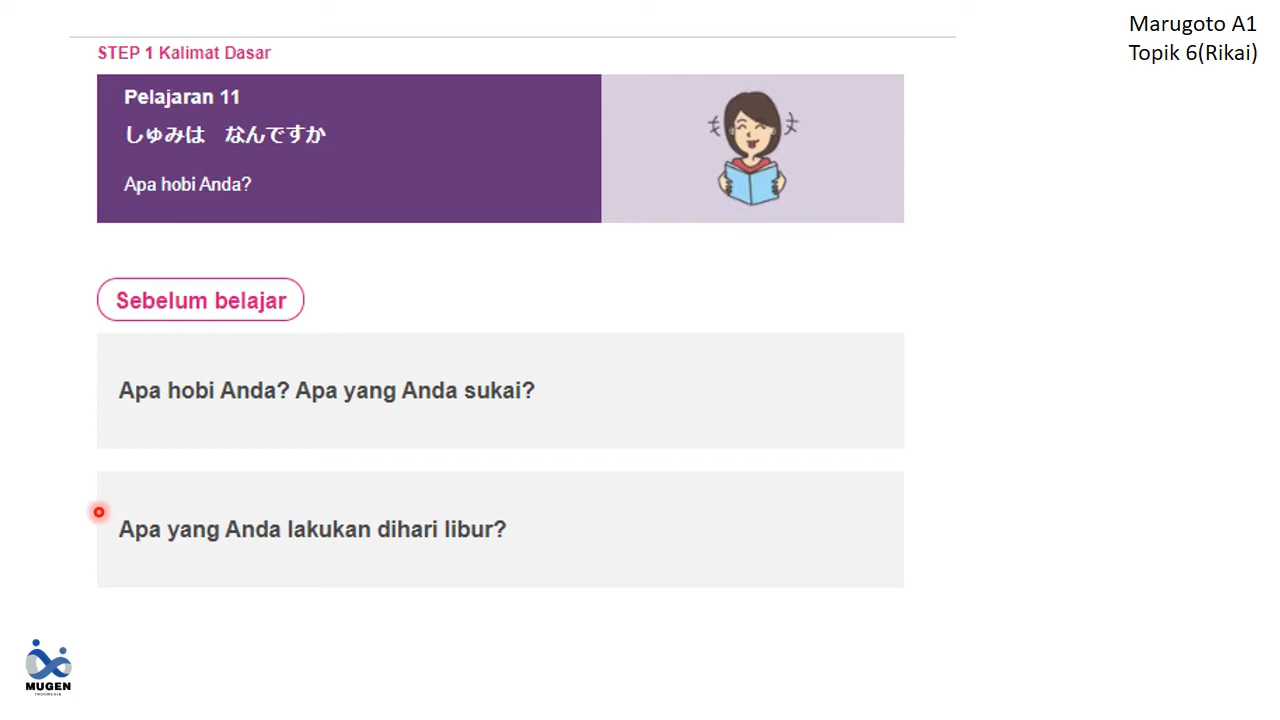 Marugoto A1
Topik 6(Rikai)
STEP 1 Kalimat Dasar
Pelajaran 11
しゅみは　なんですか
Apa hobi Anda?
Sebelum belajar
Apa hobi Anda? Apa yang Anda sukai?
Apa yang Anda lakukan dihari libur?
MUGEN
INDONESIA